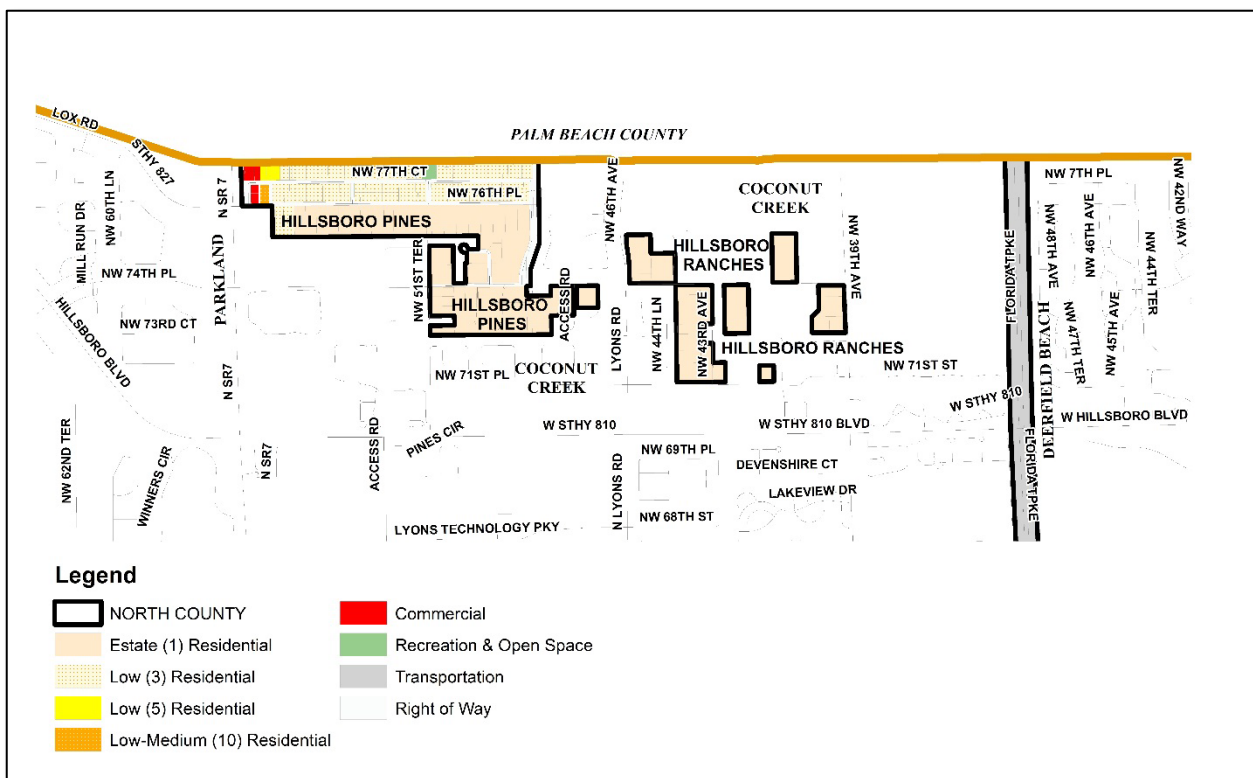 LOX RD
STHY 827
PALM BEACH COUNTY
NW 77TH CT
NW 76TH PL
N SR 7
HILLSBORO PINES
NW 46TH AVE
COCONUT
CREEK
NW 7TH PL
NW 42ND WAY
MILL RUN DR
NW 60TH LN
PARKLAND
NW 74TH PL
NW 51ST TER
HILLSBORO
PINES
ACCESS RD
HILLSBORO
RANCHES
NW 39TH AVE
FLORIDA TPKE
NW 48TH AVE
NW 46TH AVE
NW 44TH TER
NW 73RD CT
HILLSBORO BLVD
LYONS RD
NW 44TH LN
NW 43RD AVE
HILLSBORO RANCHES
DEERFIELD BEACH
NW 47TH TER
NW 45TH AVE
N SR7
NW 71ST PL
COCONUT
CREEK
NW 71ST ST
W STHY 810
W HILLSBORO BLVD
NW 62ND TER
WINNERS CIR
N SR7
ACCESS RD
PINES CIR
W STHY 810
W STHY 810 BLVD
NW 69TH PL
DEVENSHIRE CT
LAKEVIEW DR
N LYONS RD
NW 68TH ST
LYONS TECHNOLOGY PKY
FLORIDA TPKE
Legend
NORTH COUNTY
Estate (1) Residential
Low (3) Residential
Low (5) Residential
Low-Medium (10) Residential
Commercial
Recreation & Open Space
Transportation
Right of Way